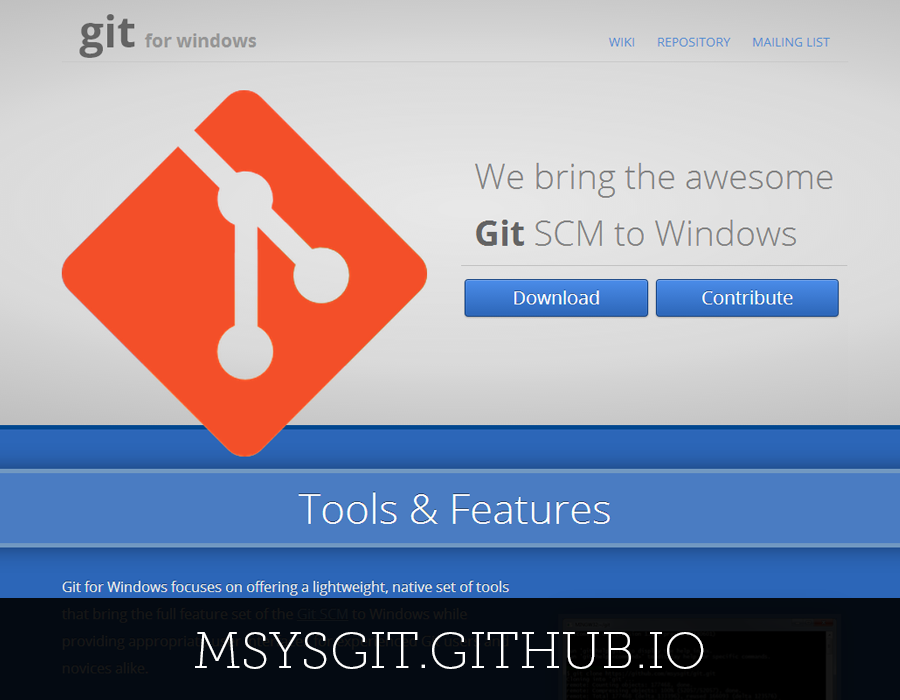 git for windows
WIKI REPOSITORY MAILING LIST
We bring the awesome
Git SCM to Windows
Download Contribute
Tools & Features
Git for Windows focuses on offering a lightweight, native set of tools
that bring the full feature set of the Git SCM to Windows while
providing appropriate
novices alike.
MSYSGIT.GITHUB.IO